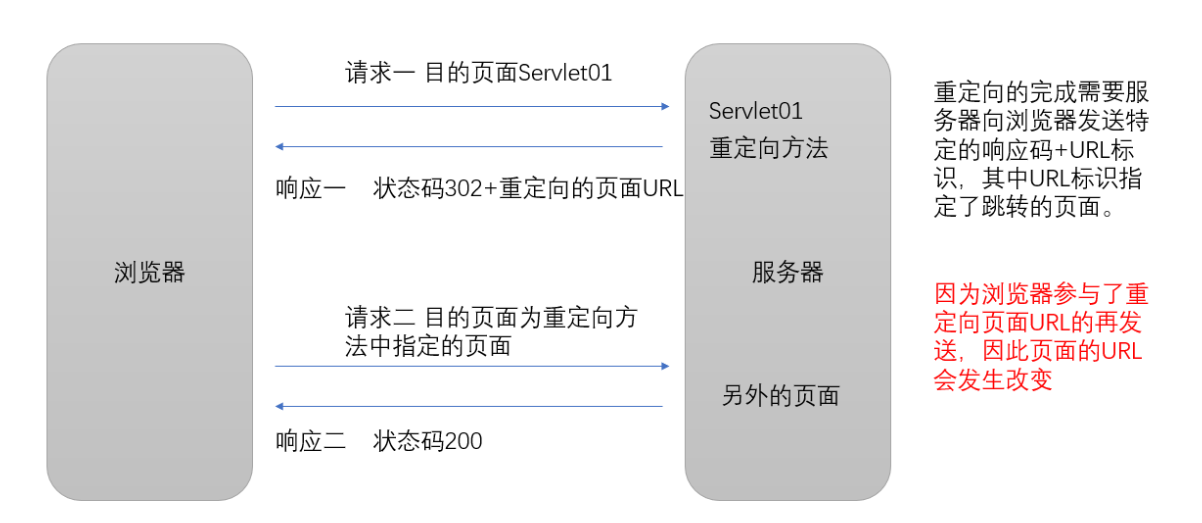 请求一 目的页面Servlet01
Servlet01
重定向方法
响应一 状态码302+重定向的页面URL
浏览器
服务器
请求二 目的页面为重定向方
法中指定的页面
另外的页面
响应二 状态码200
重定向的完成需要服
务器向浏览器发送特
定的响应码+URL标
识，其中URL标识指
定了跳转的页面。
因为浏览器参与了重
定向页面URL的再发
送，因此页面的URL
会发生改变